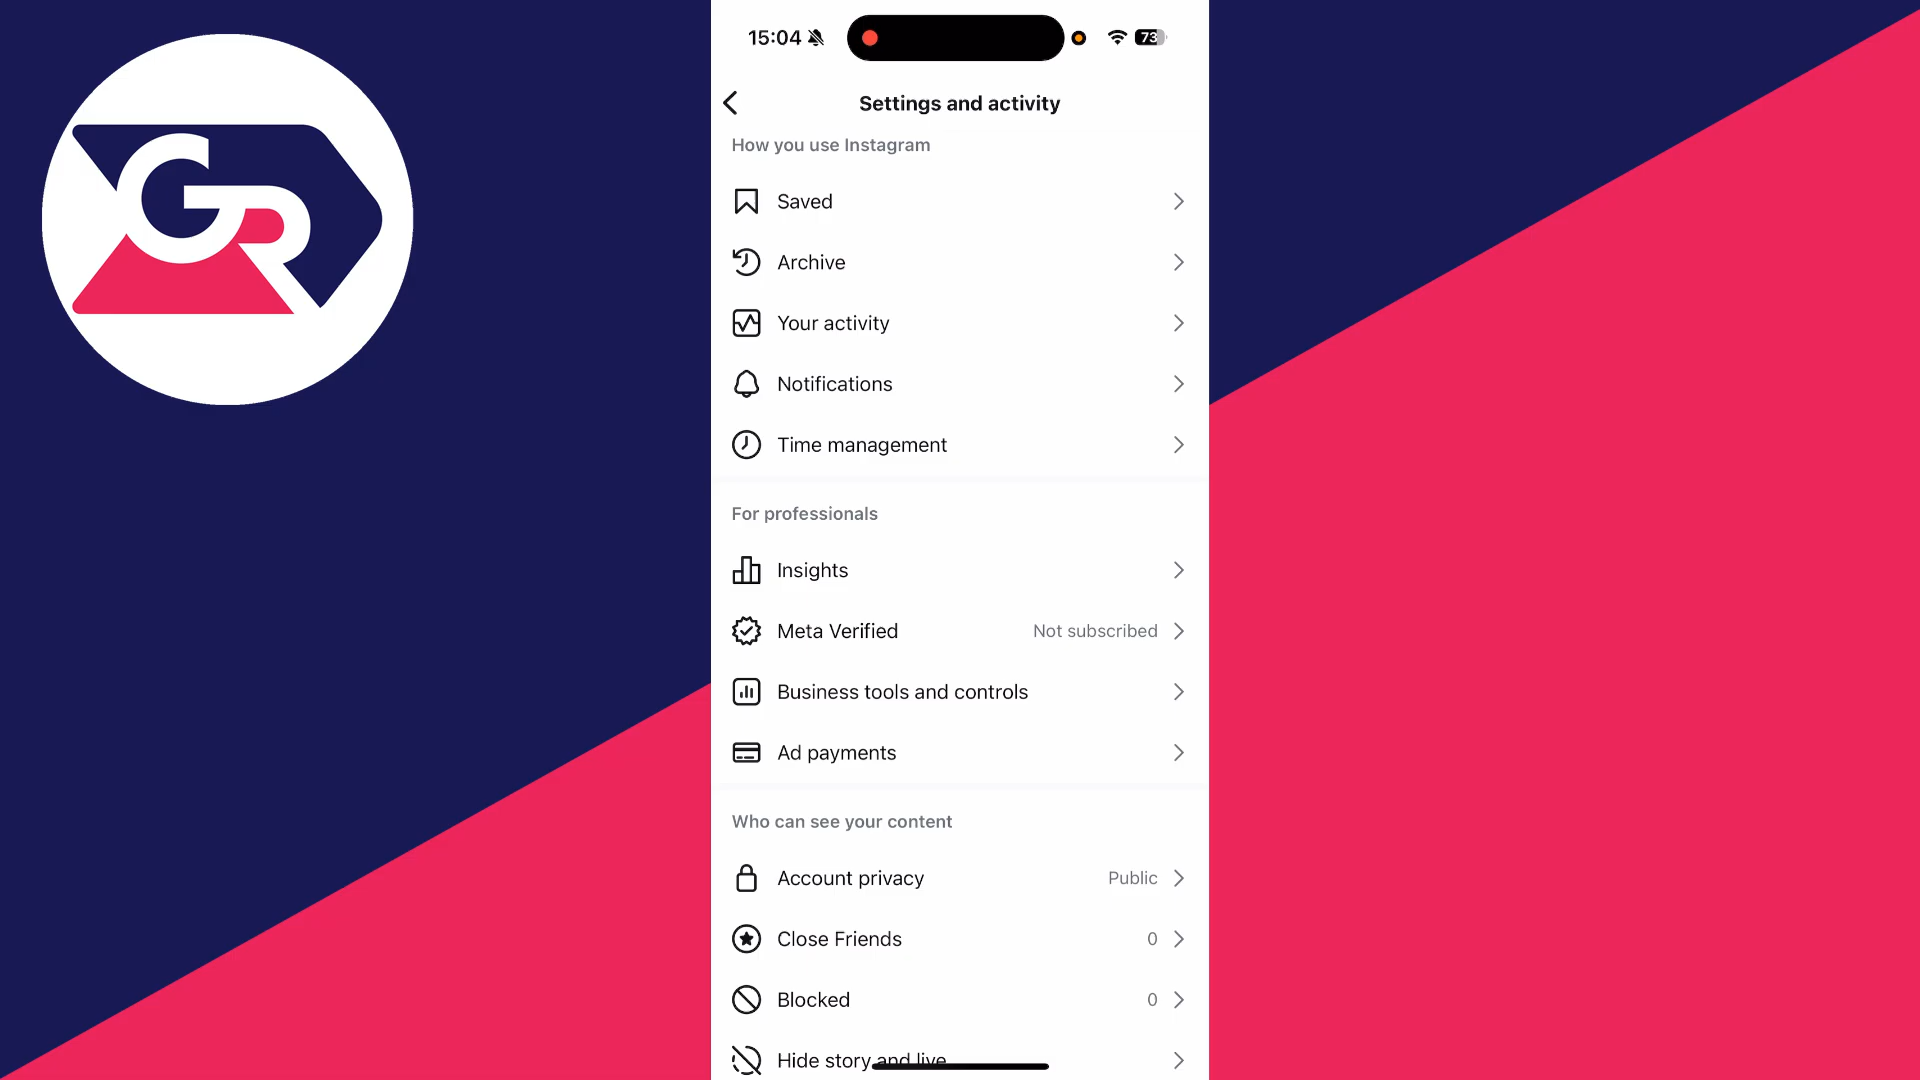 GR
15:04
73
Settings and activity
How you use Instagram
Saved
Archive
Your activity
Notifications
Time management
For professionals
Insights
Meta Verified Not subscribed
Business tools and controls
Ad payments
Who can see your content
Account privacy Public
Close Friends 0
Blocked 0
Hide story and live